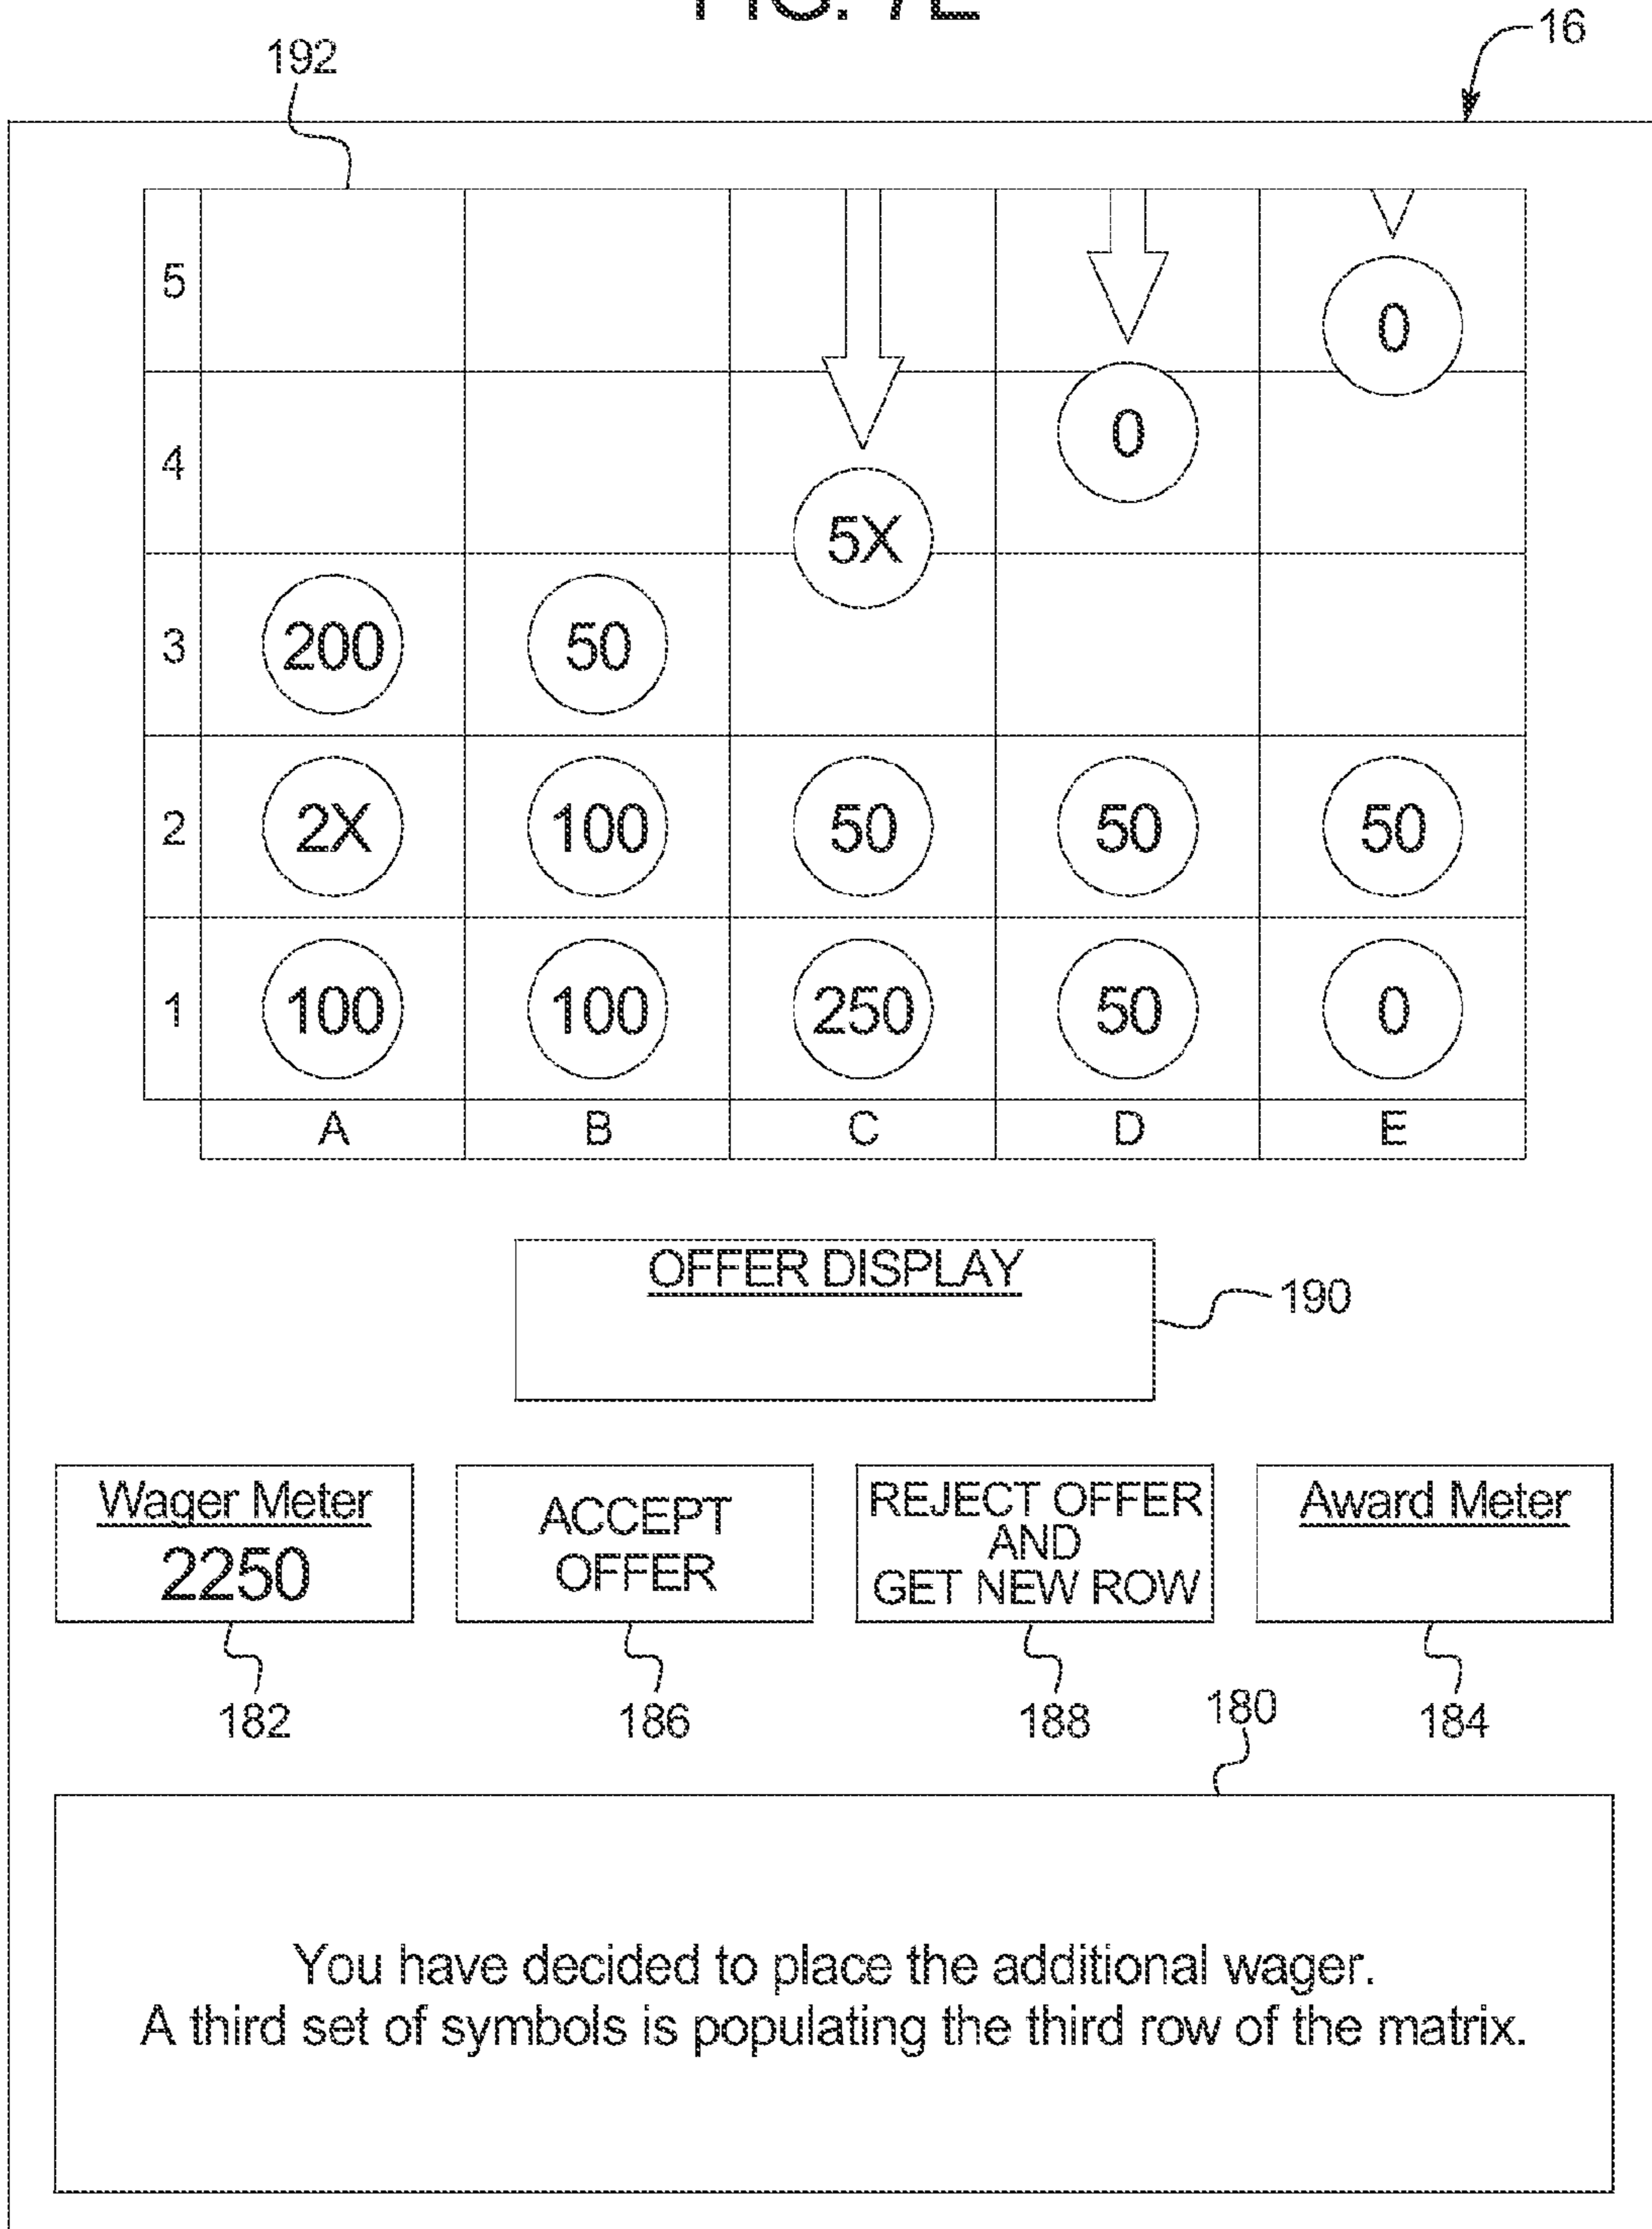 FIG. 7E
16
192
5 0
4 0
5X
3 200 50
2 2X 100 50 50 50
1 100 100 250 50 0
A B C D E
OFFER DISPLAY
190
Wager Meter
2250
ACCEPT
OFFER
REJECT OFFER
AND
GET NEW ROW
Award Meter
182 186 188 180 184
You have decided to place the additional wager.
A third set of symbols is populating the third row of the matrix.